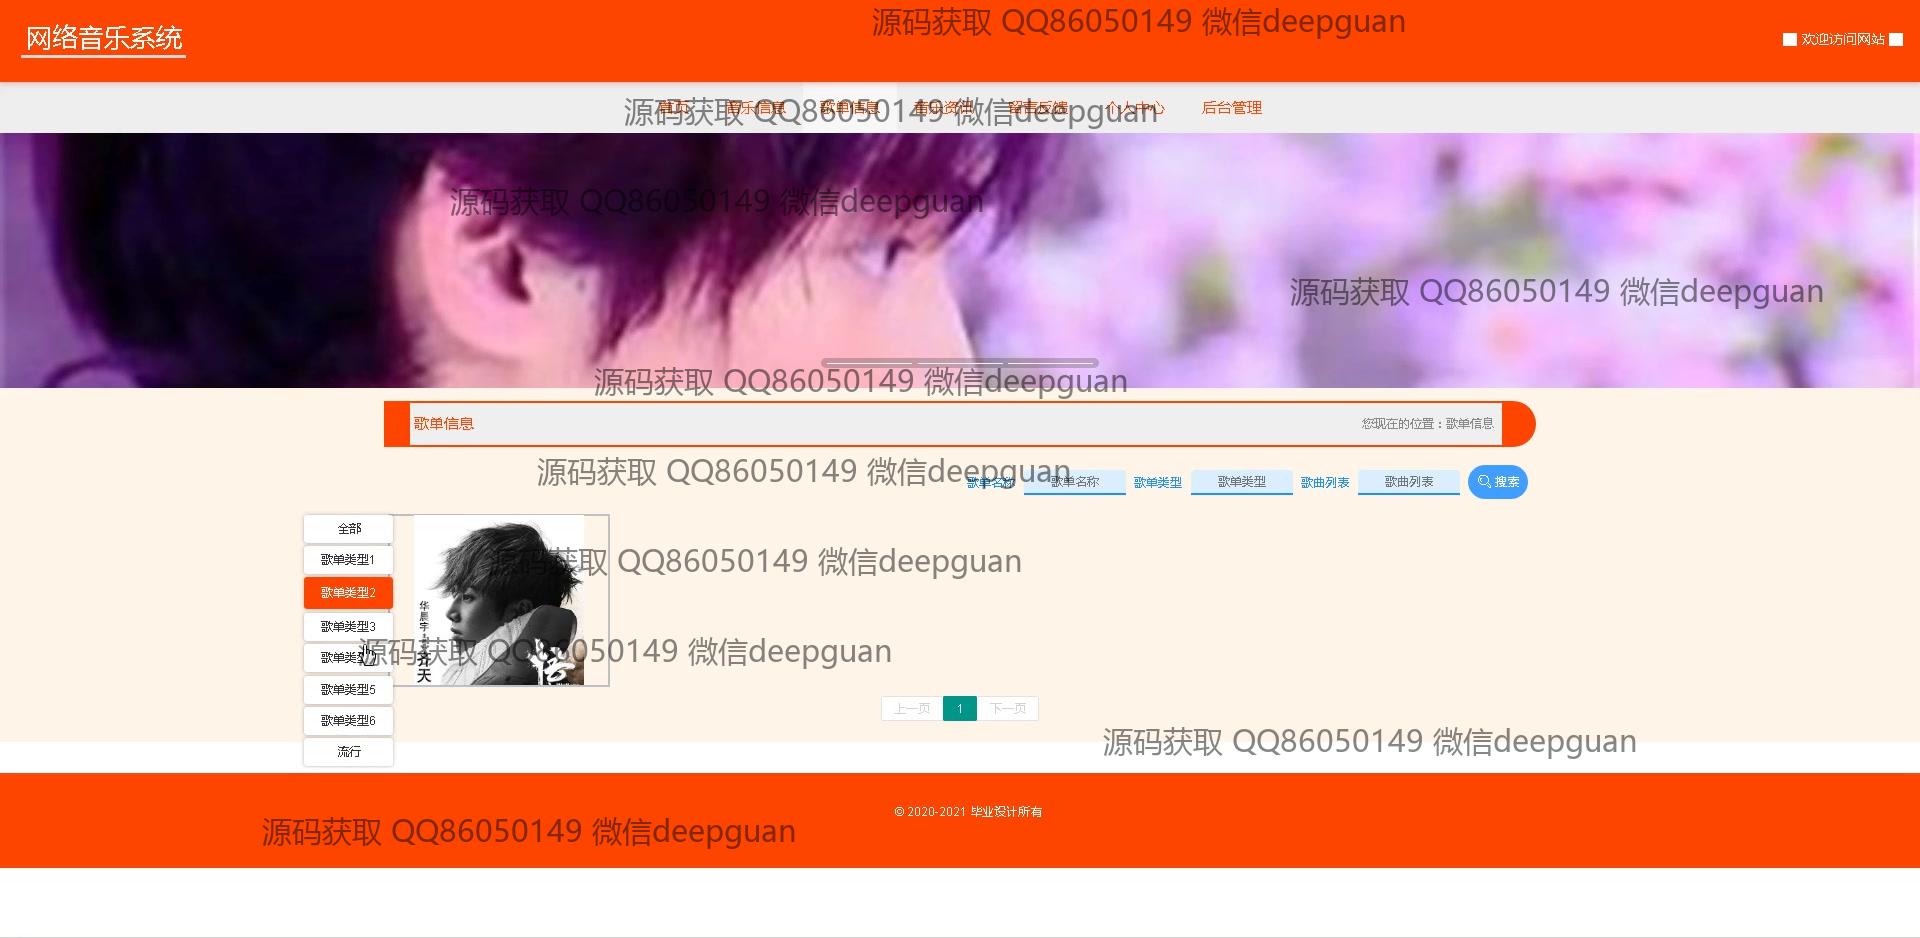 源码获取 QQ86050149 微信deepguan
网络音乐系统
欢迎访问网站
首页 音乐信息 歌单信息 音乐资讯 留言反馈 个人中心 后台管理
源码获取 QQ86050149 微信deepguan
源码获取 QQ86050149 微信deepguan
源码获取 QQ86050149 微信deepguan
源码获取 QQ86050149 微信deepguan
歌单信息 您现在的位置：歌单信息
源码获取 QQ86050149 微信deepguan
歌单名称 歌单名称 歌单类型 歌单类型 歌曲列表 歌曲列表 搜索
全部
歌单类型1
源码获取 QQ86050149 微信deepguan
歌单类型2
华晨宇
歌单类型3
源码获取 QQ86050149 微信deepguan
歌单类
齐天
悟
歌单类型5
上一页 1 下一页
歌单类型6
源码获取 QQ86050149 微信deepguan
流行
© 2020-2021 毕业设计所有
源码获取 QQ86050149 微信deepguan